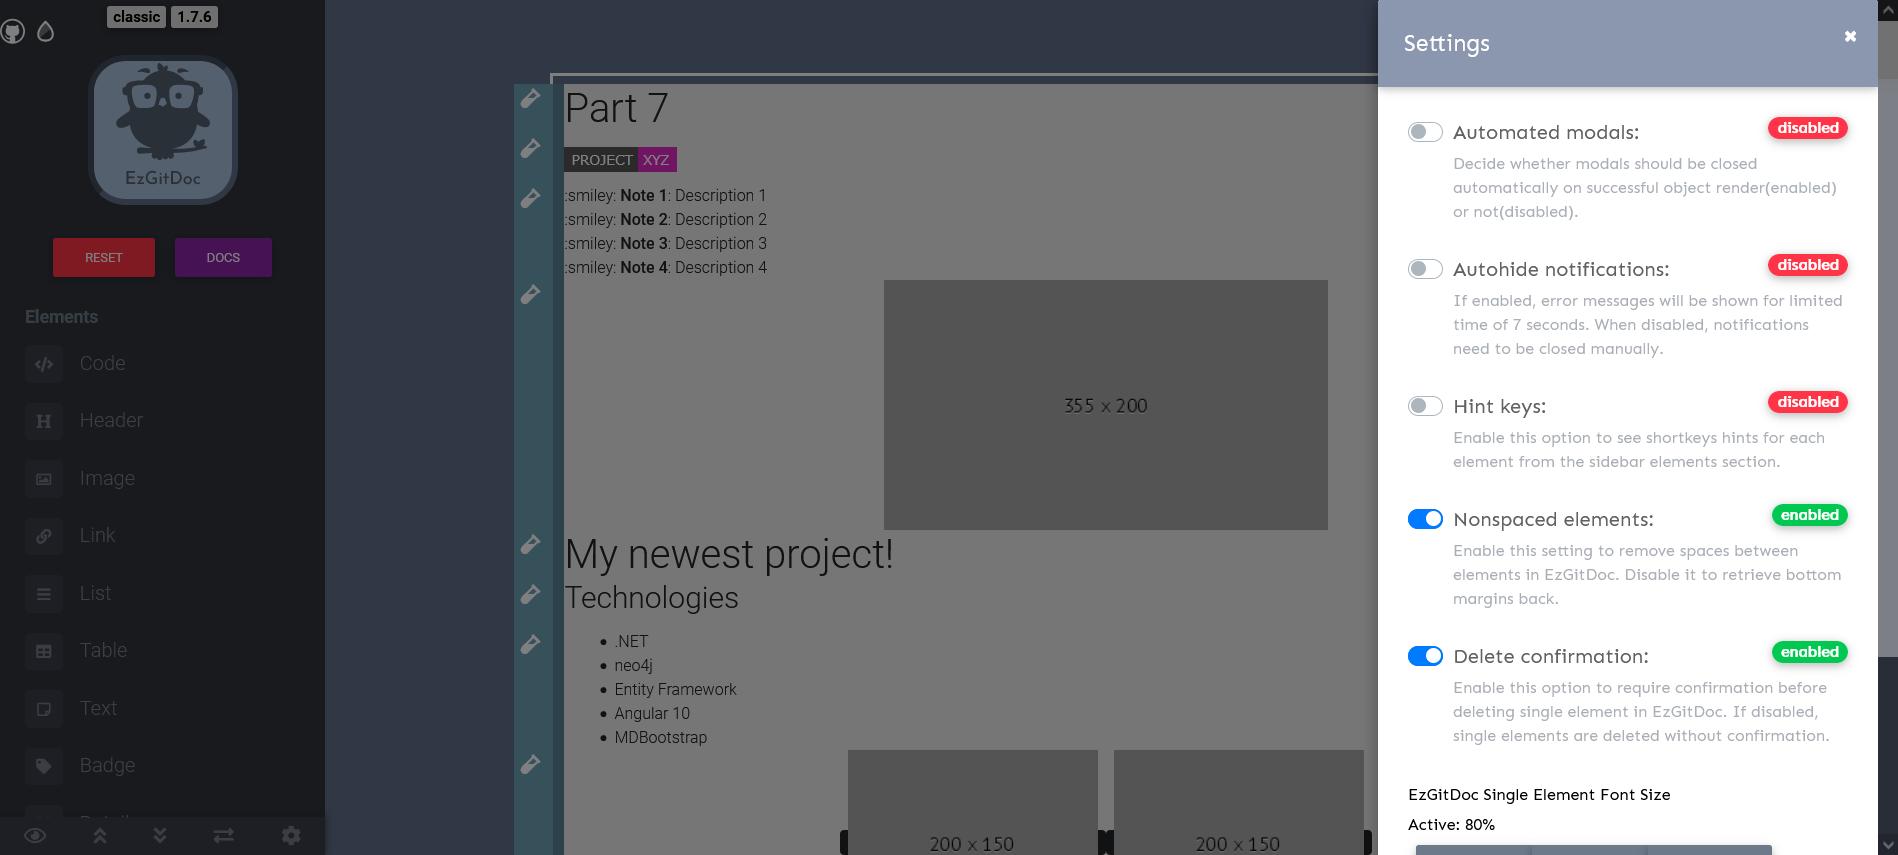 classic 1.7.6
EzGitDoc
RESET DOCS
Elements
Code
Header
Image
Link
List
Table
Text
Badge
Part 7
PROJECT XYZ
:smiley: Note 1: Description 1
:smiley: Note 2: Description 2
:smiley: Note 3: Description 3
:smiley: Note 4: Description 4
355 x 200
My newest project!
Technologies
.NET
neo4j
Entity Framework
Angular 10
MDBootstrap
200 x 150 200 x 150
Settings
Automated modals: disabled
Decide whether modals should be closed
automatically on successful object render(enabled)
or not(disabled).
Autohide notifications: disabled
If enabled, error messages will be shown for limited
time of 7 seconds. When disabled, notifications
need to be closed manually.
Hint keys: disabled
Enable this option to see shortkeys hints for each
element from the sidebar elements section.
Nonspaced elements: enabled
Enable this setting to remove spaces between
elements in EzGitDoc. Disable it to retrieve bottom
margins back.
Delete confirmation: enabled
Enable this option to require confirmation before
deleting single element in EzGitDoc. If disabled,
single elements are deleted without confirmation.
EzGitDoc Single Element Font Size
Active: 80%